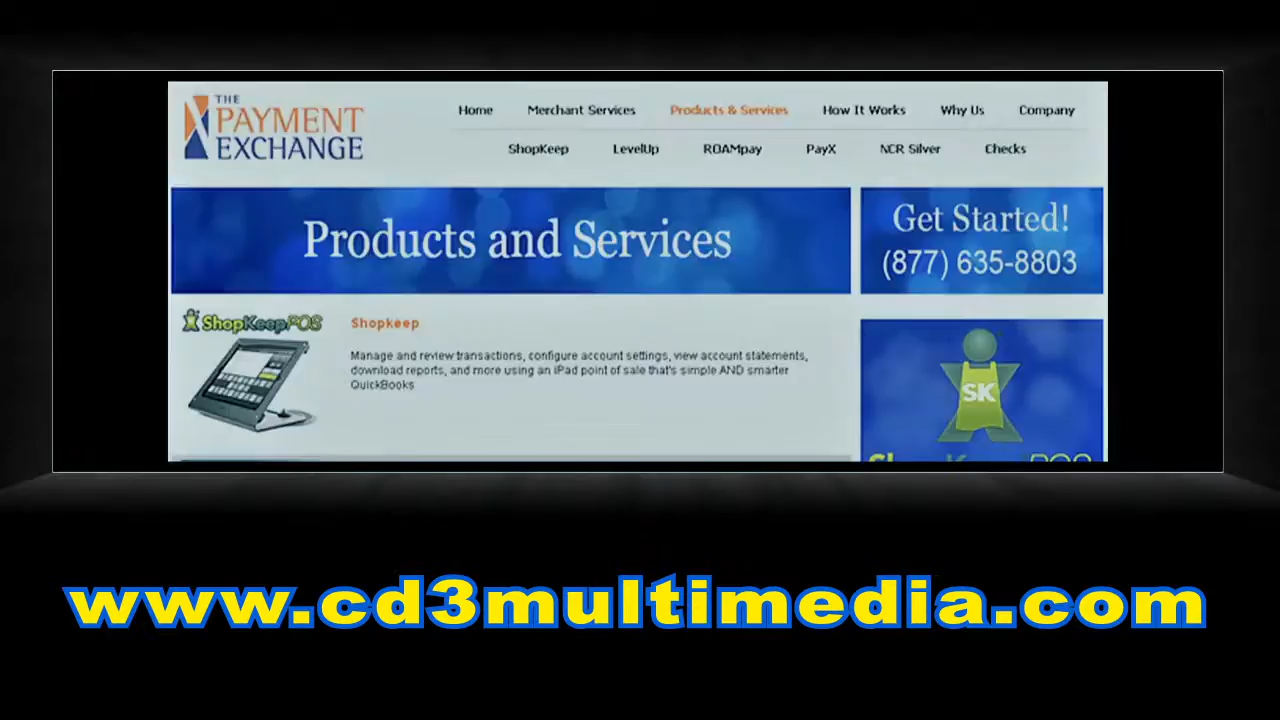 THE
PAYMENT
EXCHANGE
Home Merchant Services Products & Services How It Works Why Us Company
ShopKeep LevelUp ROAMpay PayX NCR Silver Checks
Products and Services
Get Started!
(877) 635-8803
ShopKeepPOS
Shopkeep
Manage and review transactions, configure account settings, view account statements,
download reports, and more using an iPad point of sale that's simple AND smarter
QuickBooks
SK
ShopKeepPOS
www.cd3multimedia.com